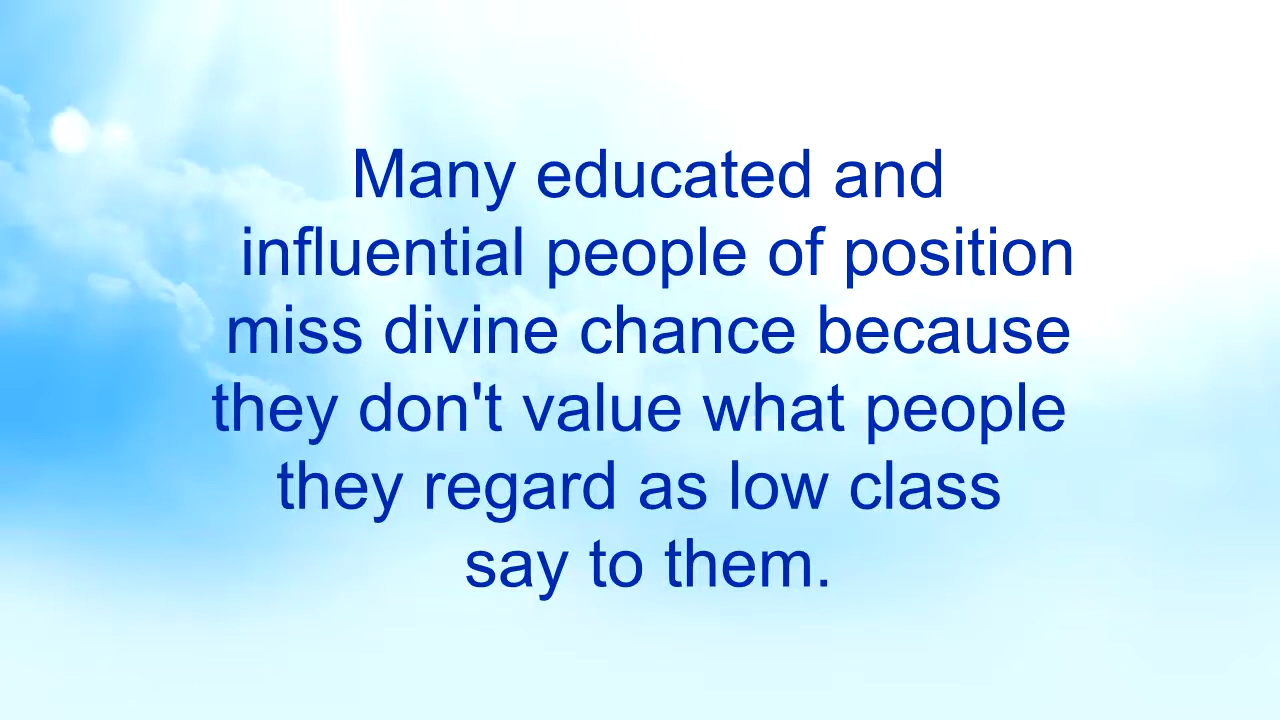 Many educated and
influential people of position
miss divine chance because
they don't value what people
they regard as low class
say to them.